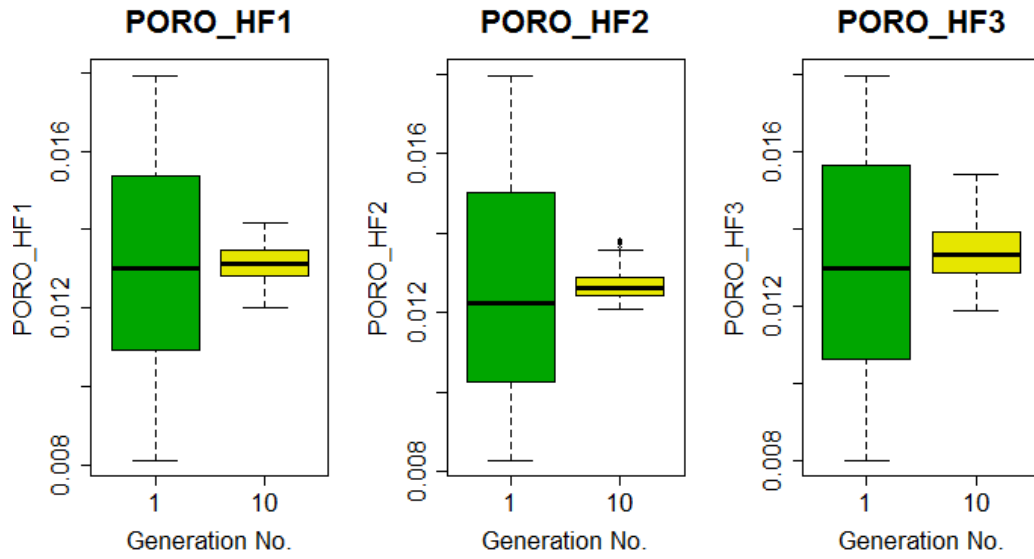 PORO_HF1
PORO_HF1
0.008
0.012
0.016
1
10
Generation No.
PORO_HF2
PORO_HF2
0.008
0.012
0.016
1
10
Generation No.
PORO_HF3
PORO_HF3
0.008
0.012
0.016
1
10
Generation No.